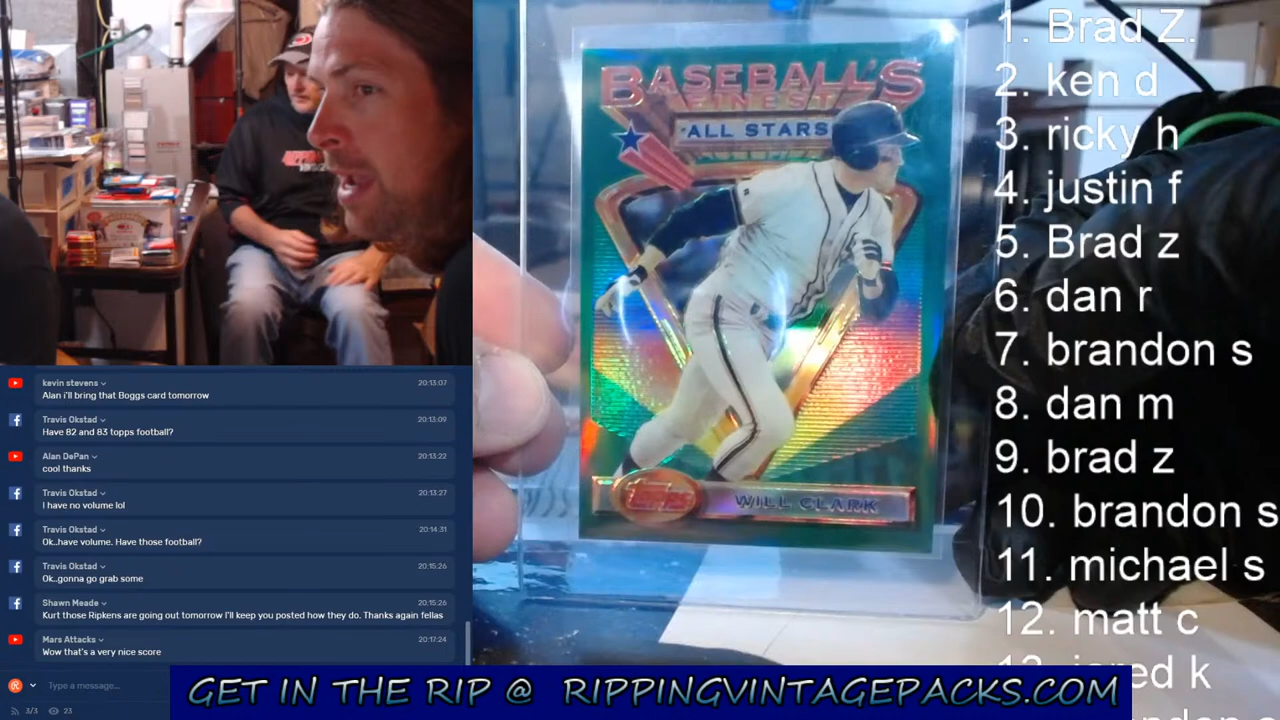 kevin stevens 20:13:07
Alan i'll bring that Boggs card tomorrow
Travis Okstad 20:13:09
Have 82 and 83 topps football?
Alan DePan 20:13:22
cool thanks
Travis Okstad 20:13:27
I have no volume lol
Travis Okstad 20:14:31
Ok..have volume. Have those football?
Travis Okstad 20:15:26
Ok..gonna go grab some
Shawn Meade 20:15:26
Kurt those Ripkens are going out tomorrow I'll keep you posted how they do. Thanks again fellas
Mars Attacks 20:17:24
Wow that's a very nice score
Type a message...
3/3 23
BASEBALL'S
FINEST
ALL STARS
Topps
WILL CLARK
1. Brad Z.
2. ken d
3. ricky h
4. justin f
5. Brad z
6. dan r
7. brandon s
8. dan m
9. brad z
10. brandon s
11. michael s
12. matt c
13. jared k
GET IN THE RIP @ RIPPINGVINTAGEPACKS.COM